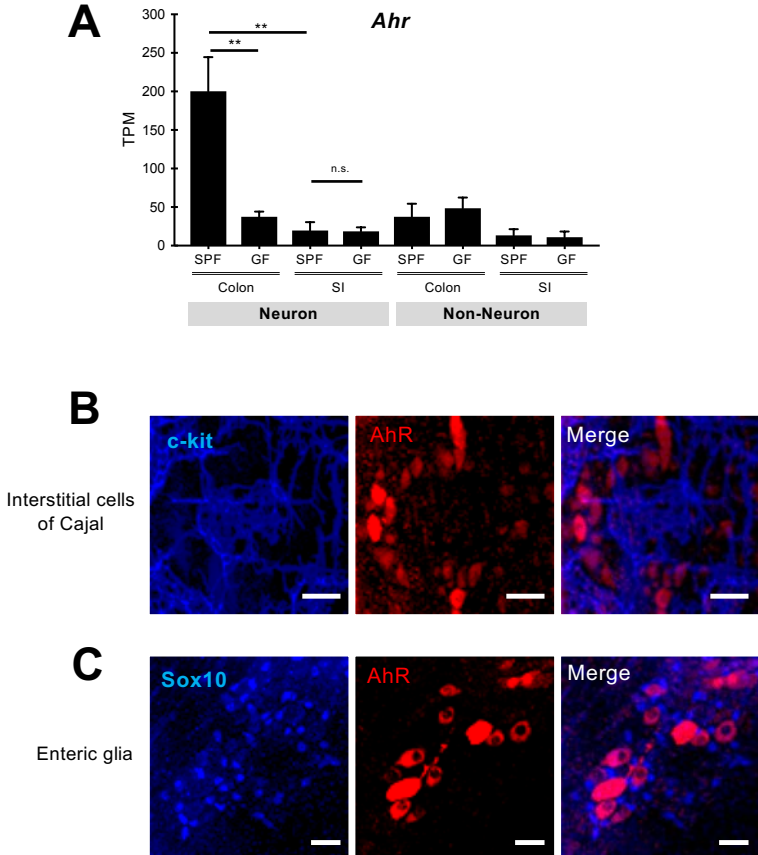 A
Ahr
300
250
200
150
100
50
0
TPM
**
**
n.s.
SPF GF SPF GF SPF GF SPF GF
Colon SI Colon SI
Neuron Non-Neuron
B
Interstitial cells
of Cajal
c-kit AhR Merge
C
Enteric glia
Sox10 AhR Merge